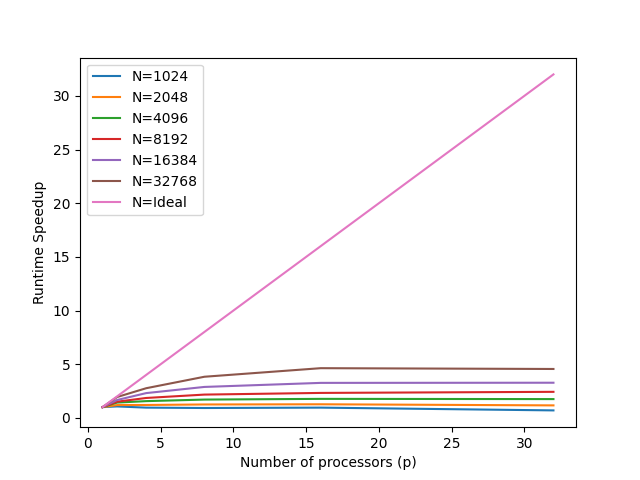 N=1024
N=2048
N=4096
N=8192
N=16384
N=32768
N=Ideal
Runtime Speedup
30
25
20
15
10
5
0
0 5 10 15 20 25 30
Number of processors (p)